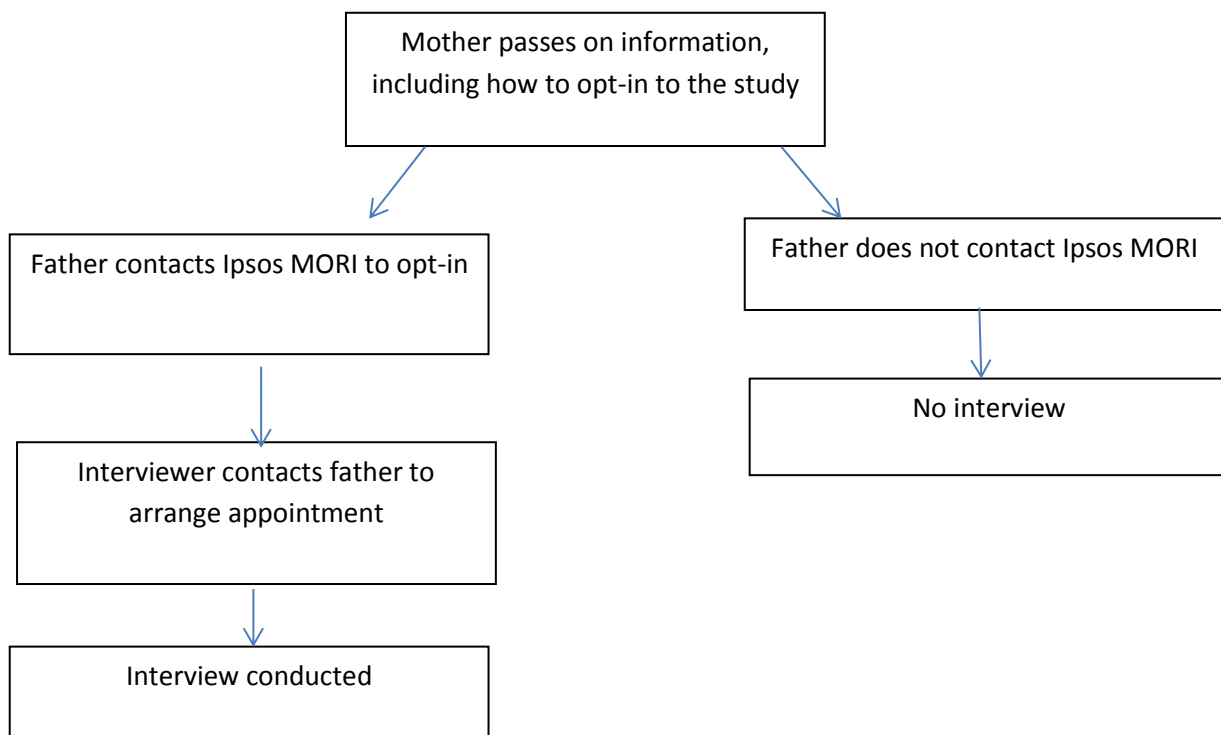 Mother passes on information,
including how to opt-in to the study
Father contacts Ipsos MORI to opt-in
Father does not contact Ipsos MORI
No interview
Interviewer contacts father to
arrange appointment
Interview conducted